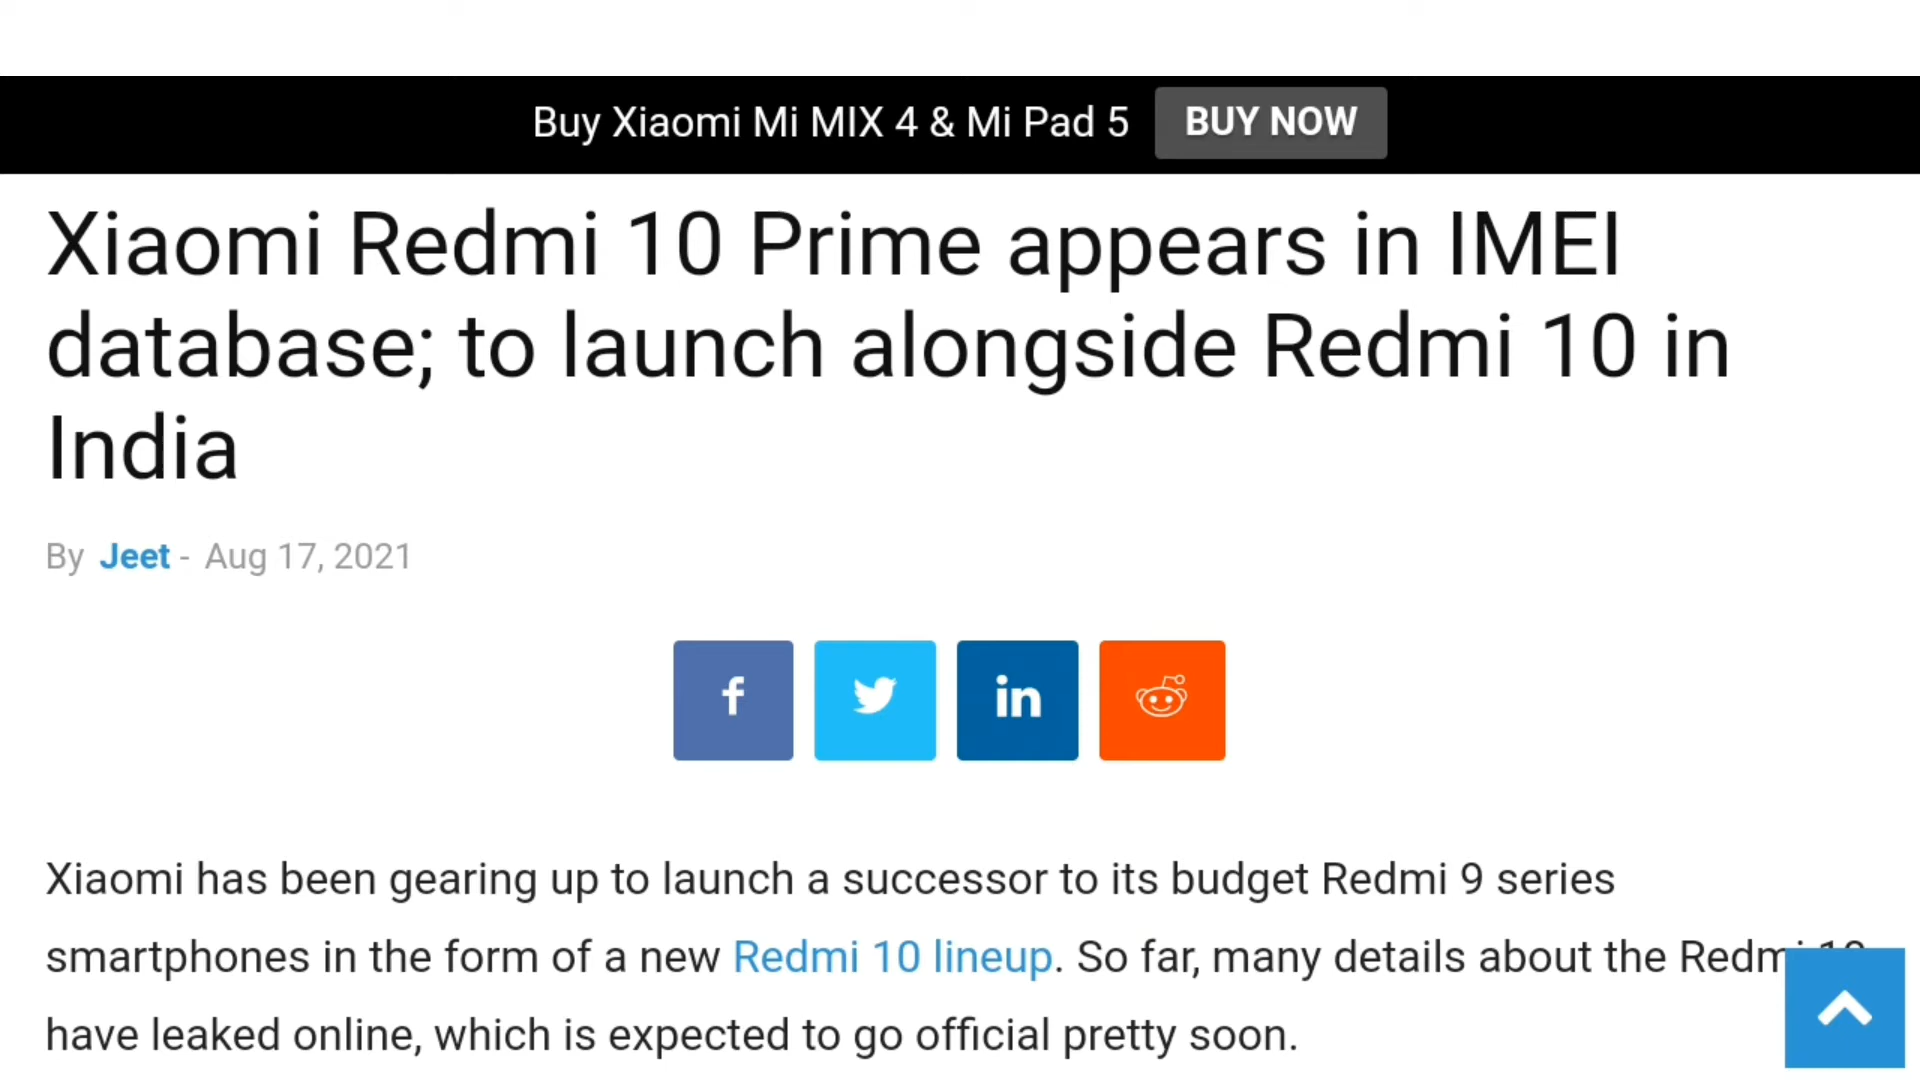 Buy Xiaomi Mi MIX 4 & Mi Pad 5 BUY NOW
Xiaomi Redmi 10 Prime appears in IMEI
database; to launch alongside Redmi 10 in
India
By Jeet - Aug 17, 2021
f in
Xiaomi has been gearing up to launch a successor to its budget Redmi 9 series
smartphones in the form of a new Redmi 10 lineup. So far, many details about the Redmi 10
have leaked online, which is expected to go official pretty soon.